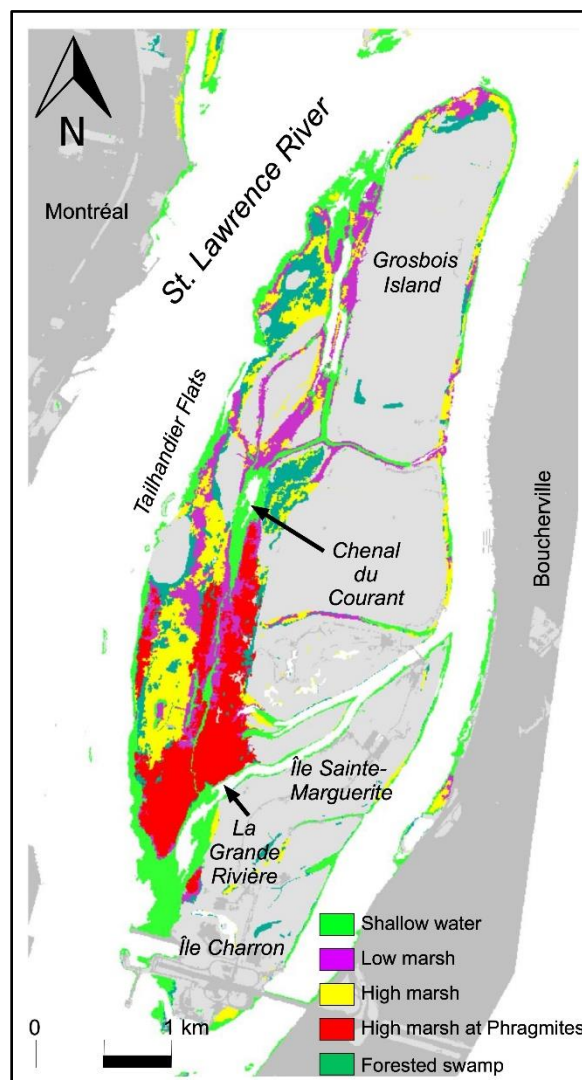 N
Montréal
St. Lawrence River
Grosbois
Island
Tailhandier Flats
Chenal
du
Courant
Boucherville
Île Sainte-
Marguerite
La
Grande
Rivière
Île Charron
Shallow water
Low marsh
High marsh
High marsh at Phragmites
Forested swamp
0 1 km